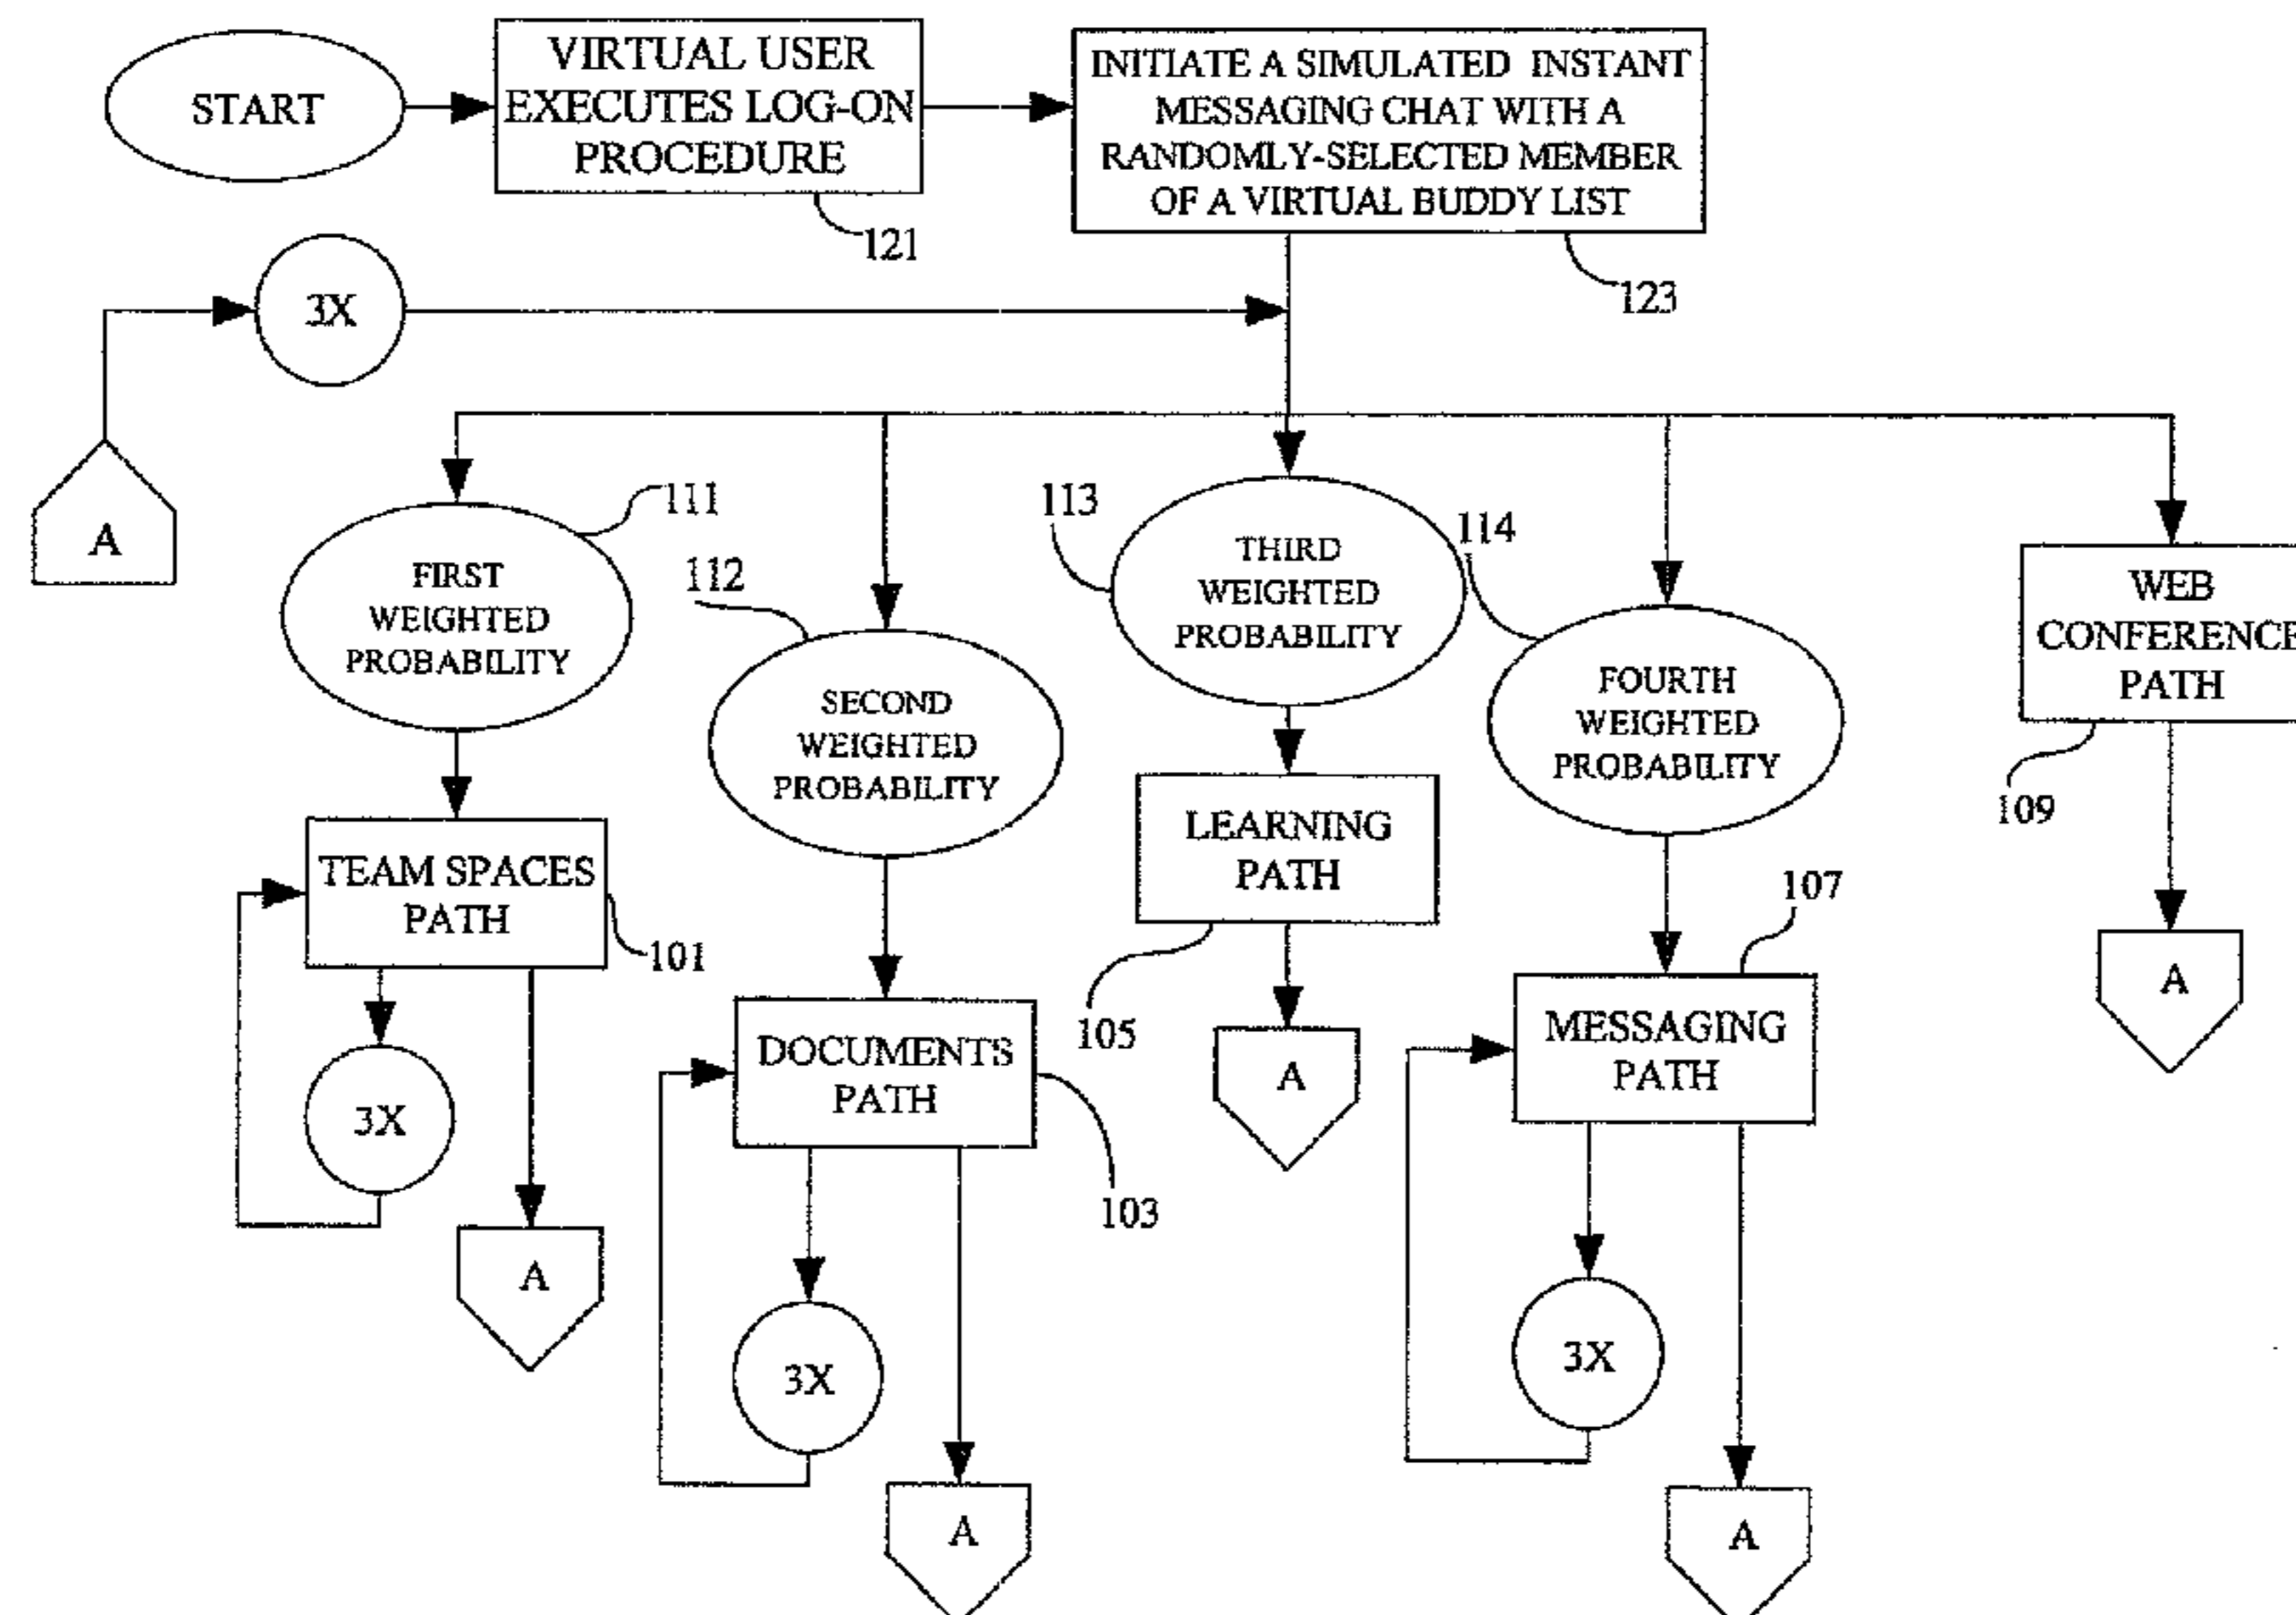 START
VIRTUAL USER
EXECUTES LOG-ON
PROCEDURE
121
INITIATE A SIMULATED INSTANT
MESSAGING CHAT WITH A
RANDOMLY-SELECTED MEMBER
OF A VIRTUAL BUDDY LIST
123
3X
A
111
FIRST
WEIGHTED
PROBABILITY
112
SECOND
WEIGHTED
PROBABILITY
113
THIRD
WEIGHTED
PROBABILITY
114
FOURTH
WEIGHTED
PROBABILITY
WEB
CONFERENCE
PATH
109
A
TEAM SPACES
PATH
101
3X
A
DOCUMENTS
PATH
103
3X
A
LEARNING
PATH
105
A
107
MESSAGING
PATH
3X
A